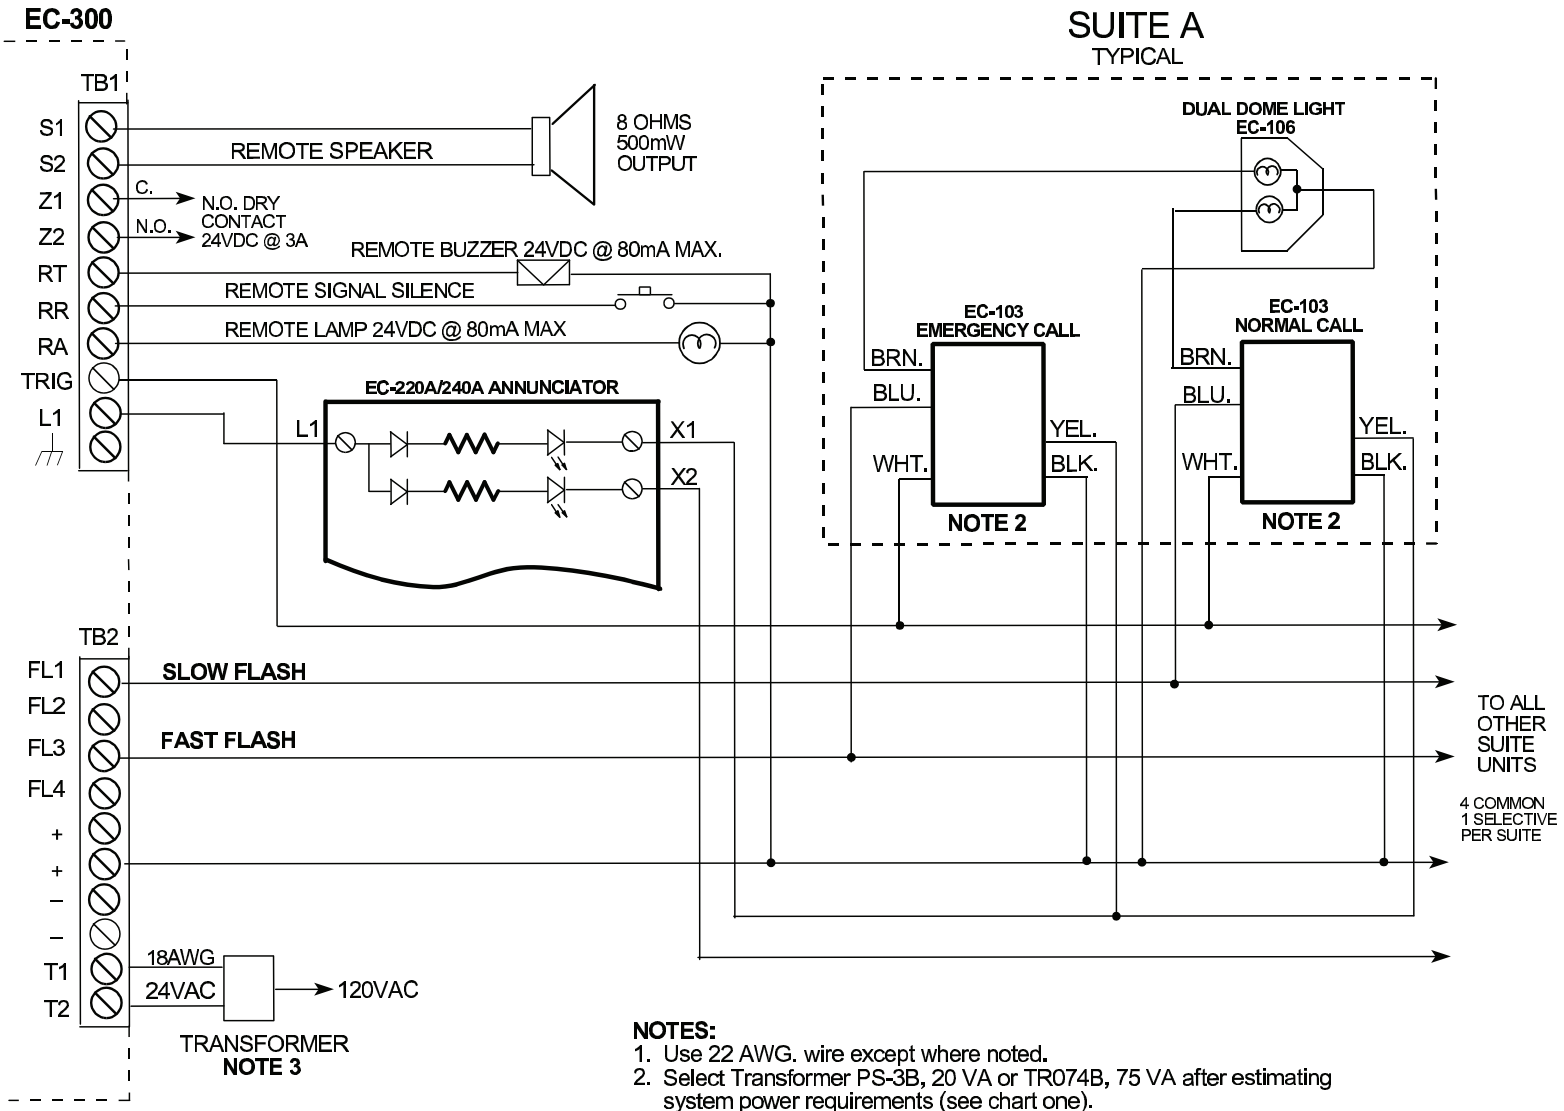 EC-300
SUITE A
TYPICAL
TB1
S1
S2
Z1
Z2
RT
RR
RA
TRIG
L1
REMOTE SPEAKER
8 OHMS
500mW
OUTPUT
C.
N.O.
N.O. DRY
CONTACT
24VDC @ 3A
REMOTE BUZZER 24VDC @ 80mA MAX.
REMOTE SIGNAL SILENCE
REMOTE LAMP 24VDC @ 80mA MAX
EC-220A/240A ANNUNCIATOR
L1
X1
X2
DUAL DOME LIGHT
EC-106
EC-103
EMERGENCY CALL
BRN.
BLU.
WHT.
YEL.
BLK.
NOTE 2
EC-103
NORMAL CALL
BRN.
BLU.
WHT.
YEL.
BLK.
NOTE 2
TB2
FL1
FL2
FL3
FL4
+
+
–
–
T1
T2
SLOW FLASH
FAST FLASH
TO ALL
OTHER
SUITE
UNITS
4 COMMON
1 SELECTIVE
PER SUITE
18AWG
24VAC
120VAC
TRANSFORMER
NOTE 3
NOTES:
1. Use 22 AWG. wire except where noted.
2. Select Transformer PS-3B, 20 VA or TR074B, 75 VA after estimating
system power requirements (see chart one).